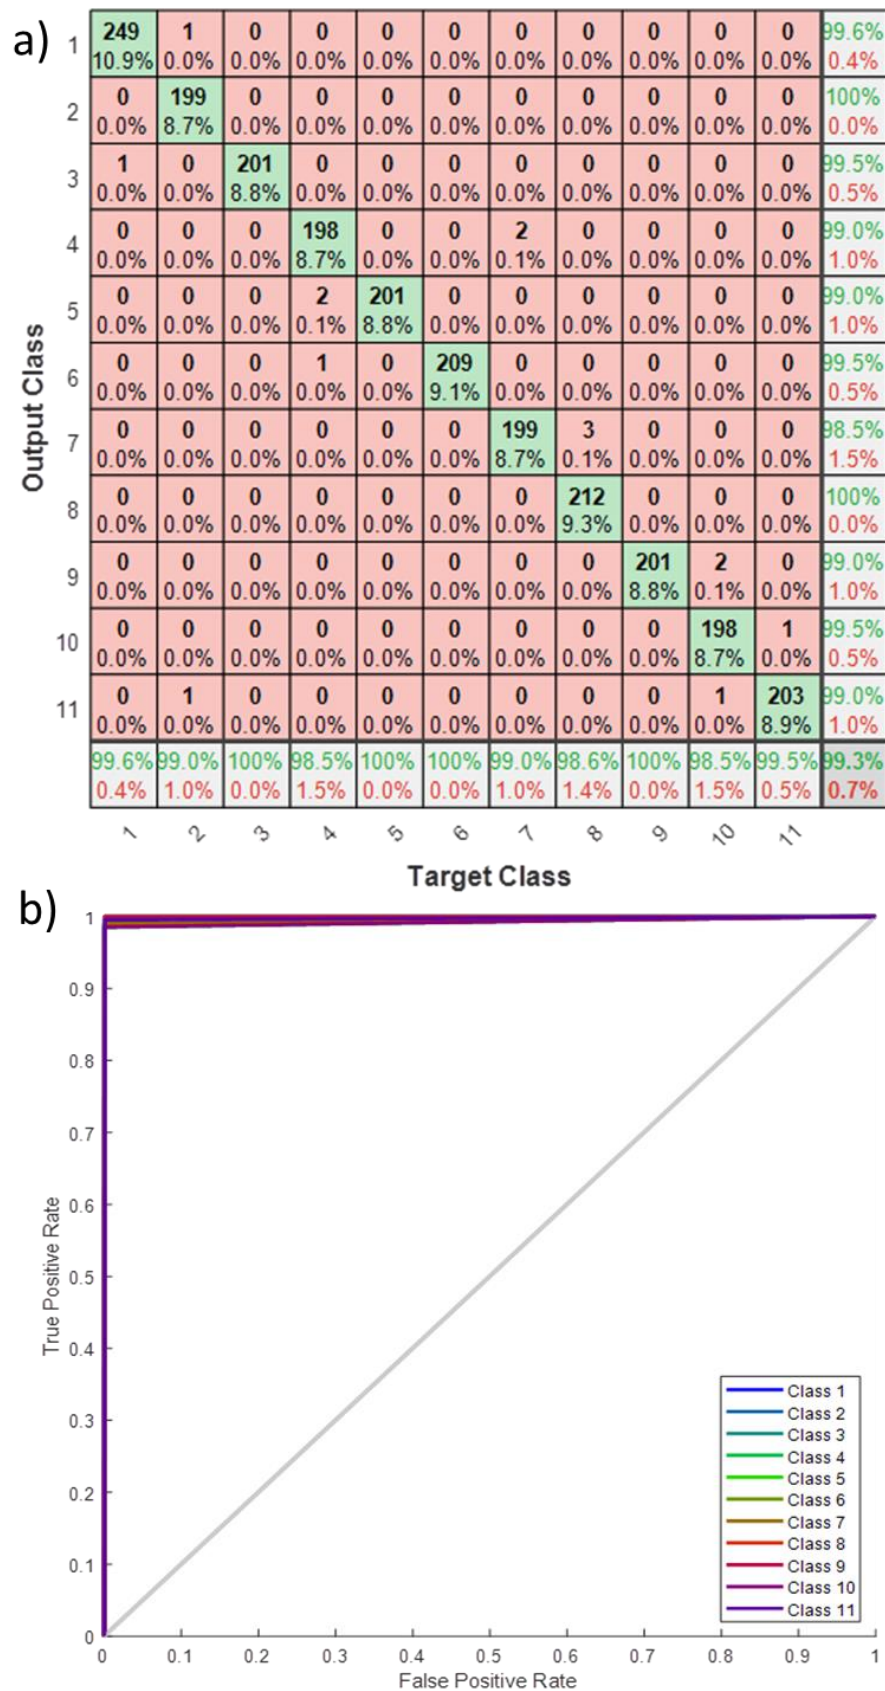 a)
1 249 1 0 0 0 0 0 0 0 0 0 99.6%
10.9% 0.0% 0.0% 0.0% 0.0% 0.0% 0.0% 0.0% 0.0% 0.0% 0.0% 0.4%
2 0 199 0 0 0 0 0 0 0 0 0 100%
0.0% 8.7% 0.0% 0.0% 0.0% 0.0% 0.0% 0.0% 0.0% 0.0% 0.0% 0.0%
3 1 0 201 0 0 0 0 0 0 0 0 99.5%
0.0% 0.0% 8.8% 0.0% 0.0% 0.0% 0.0% 0.0% 0.0% 0.0% 0.0% 0.5%
4 0 0 0 198 0 0 2 0 0 0 0 99.0%
0.0% 0.0% 0.0% 8.7% 0.0% 0.0% 0.1% 0.0% 0.0% 0.0% 0.0% 1.0%
5 0 0 0 2 201 0 0 0 0 0 0 99.0%
0.0% 0.0% 0.0% 0.1% 8.8% 0.0% 0.0% 0.0% 0.0% 0.0% 0.0% 1.0%
6 0 0 0 1 0 209 0 0 0 0 0 99.5%
0.0% 0.0% 0.0% 0.0% 0.0% 9.1% 0.0% 0.0% 0.0% 0.0% 0.0% 0.5%
7 0 0 0 0 0 0 199 3 0 0 0 98.5%
0.0% 0.0% 0.0% 0.0% 0.0% 0.0% 8.7% 0.1% 0.0% 0.0% 0.0% 1.5%
8 0 0 0 0 0 0 0 212 0 0 0 100%
0.0% 0.0% 0.0% 0.0% 0.0% 0.0% 0.0% 9.3% 0.0% 0.0% 0.0% 0.0%
9 0 0 0 0 0 0 0 0 201 2 0 99.0%
0.0% 0.0% 0.0% 0.0% 0.0% 0.0% 0.0% 0.0% 8.8% 0.1% 0.0% 1.0%
10 0 0 0 0 0 0 0 0 0 198 1 99.5%
0.0% 0.0% 0.0% 0.0% 0.0% 0.0% 0.0% 0.0% 0.0% 8.7% 0.0% 0.5%
11 0 1 0 0 0 0 0 0 0 1 203 99.0%
0.0% 0.0% 0.0% 0.0% 0.0% 0.0% 0.0% 0.0% 0.0% 0.0% 8.9% 1.0%
99.6% 99.0% 100% 98.5% 100% 100% 99.0% 98.6% 100% 98.5% 99.5% 99.3%
0.4% 1.0% 0.0% 1.5% 0.0% 0.0% 1.0% 1.4% 0.0% 1.5% 0.5% 0.7%
1 2 3 4 5 6 7 8 9 10 11
Output Class
Target Class
b)
1
0.9
0.8
0.7
0.6
0.5
0.4
0.3
0.2
0.1
0
True Positive Rate
Class 1
Class 2
Class 3
Class 4
Class 5
Class 6
Class 7
Class 8
Class 9
Class 10
Class 11
0 0.1 0.2 0.3 0.4 0.5 0.6 0.7 0.8 0.9 1
False Positive Rate